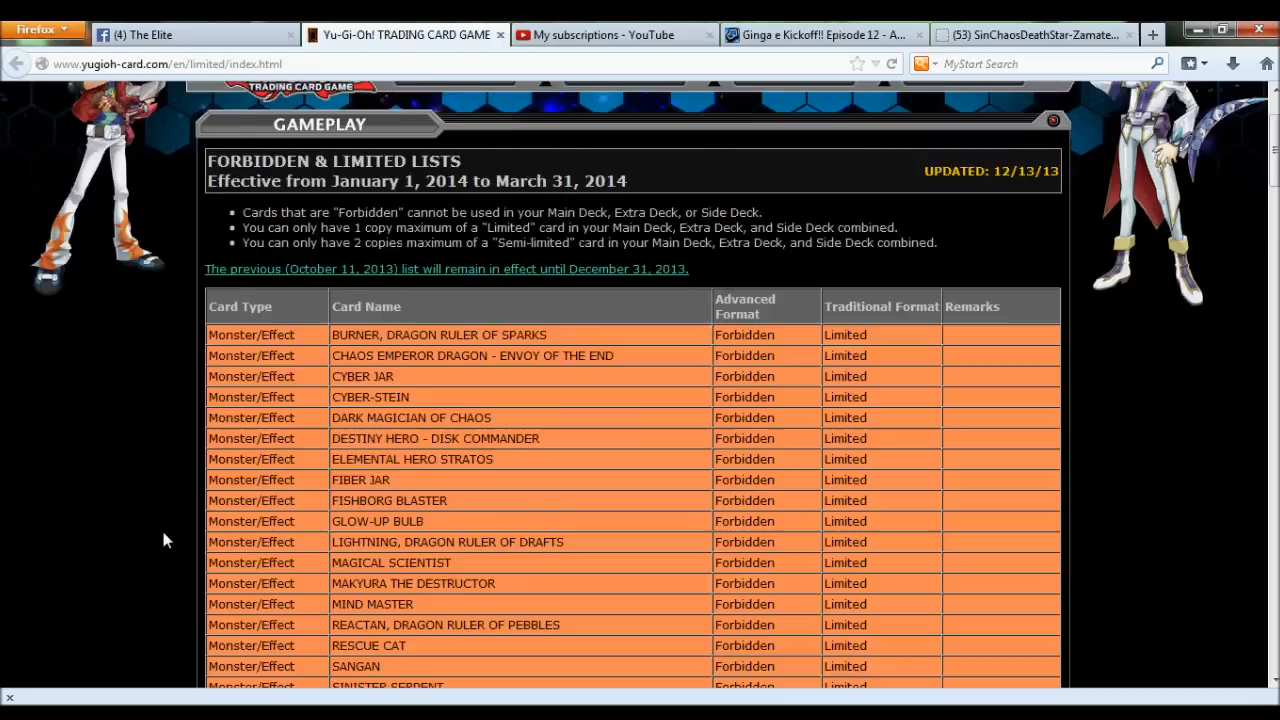 Firefox
(4) The Elite
Yu-Gi-Oh! TRADING CARD GAME
My subscriptions - YouTube
Ginga e Kickoff!! Episode 12 - A...
(53) SinChaosDeathStar-Zamate...
www.yugioh-card.com/en/limited/index.html
MyStart Search
TRADING CARD GAME
GAMEPLAY
FORBIDDEN & LIMITED LISTS
Effective from January 1, 2014 to March 31, 2014
UPDATED: 12/13/13
Cards that are "Forbidden" cannot be used in your Main Deck, Extra Deck, or Side Deck.
You can only have 1 copy maximum of a "Limited" card in your Main Deck, Extra Deck, and Side Deck combined.
You can only have 2 copies maximum of a "Semi-limited" card in your Main Deck, Extra Deck, and Side Deck combined.
The previous (October 11, 2013) list will remain in effect until December 31, 2013.
Card Type Card Name Advanced Format Traditional Format Remarks
Monster/Effect BURNER, DRAGON RULER OF SPARKS Forbidden Limited
Monster/Effect CHAOS EMPEROR DRAGON - ENVOY OF THE END Forbidden Limited
Monster/Effect CYBER JAR Forbidden Limited
Monster/Effect CYBER-STEIN Forbidden Limited
Monster/Effect DARK MAGICIAN OF CHAOS Forbidden Limited
Monster/Effect DESTINY HERO - DISK COMMANDER Forbidden Limited
Monster/Effect ELEMENTAL HERO STRATOS Forbidden Limited
Monster/Effect FIBER JAR Forbidden Limited
Monster/Effect FISHBORG BLASTER Forbidden Limited
Monster/Effect GLOW-UP BULB Forbidden Limited
Monster/Effect LIGHTNING, DRAGON RULER OF DRAFTS Forbidden Limited
Monster/Effect MAGICAL SCIENTIST Forbidden Limited
Monster/Effect MAKYURA THE DESTRUCTOR Forbidden Limited
Monster/Effect MIND MASTER Forbidden Limited
Monster/Effect REACTAN, DRAGON RULER OF PEBBLES Forbidden Limited
Monster/Effect RESCUE CAT Forbidden Limited
Monster/Effect SANGAN Forbidden Limited
Monster/Effect SINISTER SERPENT Forbidden Limited